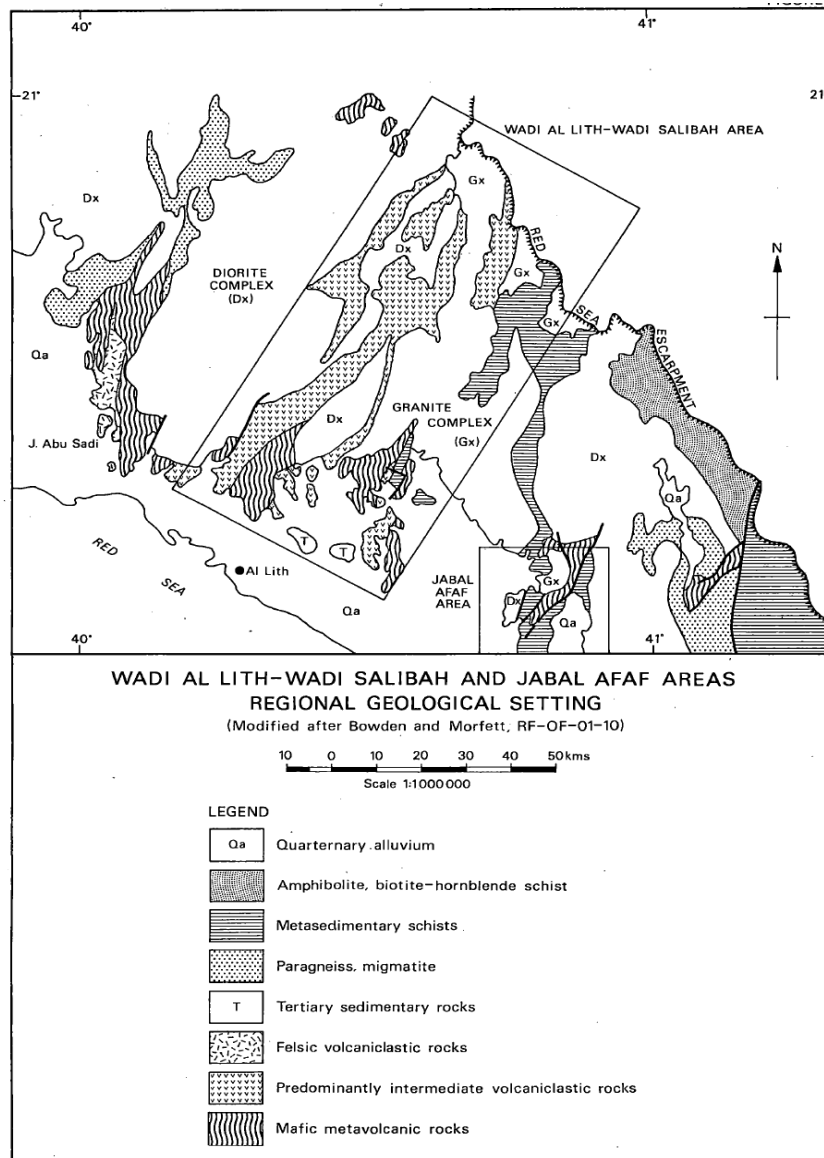 40°
41°
21°
21
WADI AL LITH-WADI SALIBAH AREA
Gx
Dx
RED
Dx
N
Gx
DIORITE
COMPLEX
(Dx)
SEA
Gx
ESCARPMENT
Qa
Dx
GRANITE
COMPLEX
(Gx)
J. Abu Sadi
Dx
Qa
RED
SEA
T
T
Al Lith
JABAL
AFAF
AREA
Gx
Dx
Qa
Qa
40°
41°
WADI AL LITH-WADI SALIBAH AND JABAL AFAF AREAS
REGIONAL GEOLOGICAL SETTING
(Modified after Bowden and Morfett, RF-OF-01-10)
10 0 10 20 30 40 50kms
Scale 1:1000000
LEGEND
Qa Quarternary alluvium
Amphibolite, biotite-hornblende schist
Metasedimentary schists
Paragneiss, migmatite
T Tertiary sedimentary rocks
Felsic volcaniclastic rocks
Predominantly intermediate volcaniclastic rocks
Mafic metavolcanic rocks